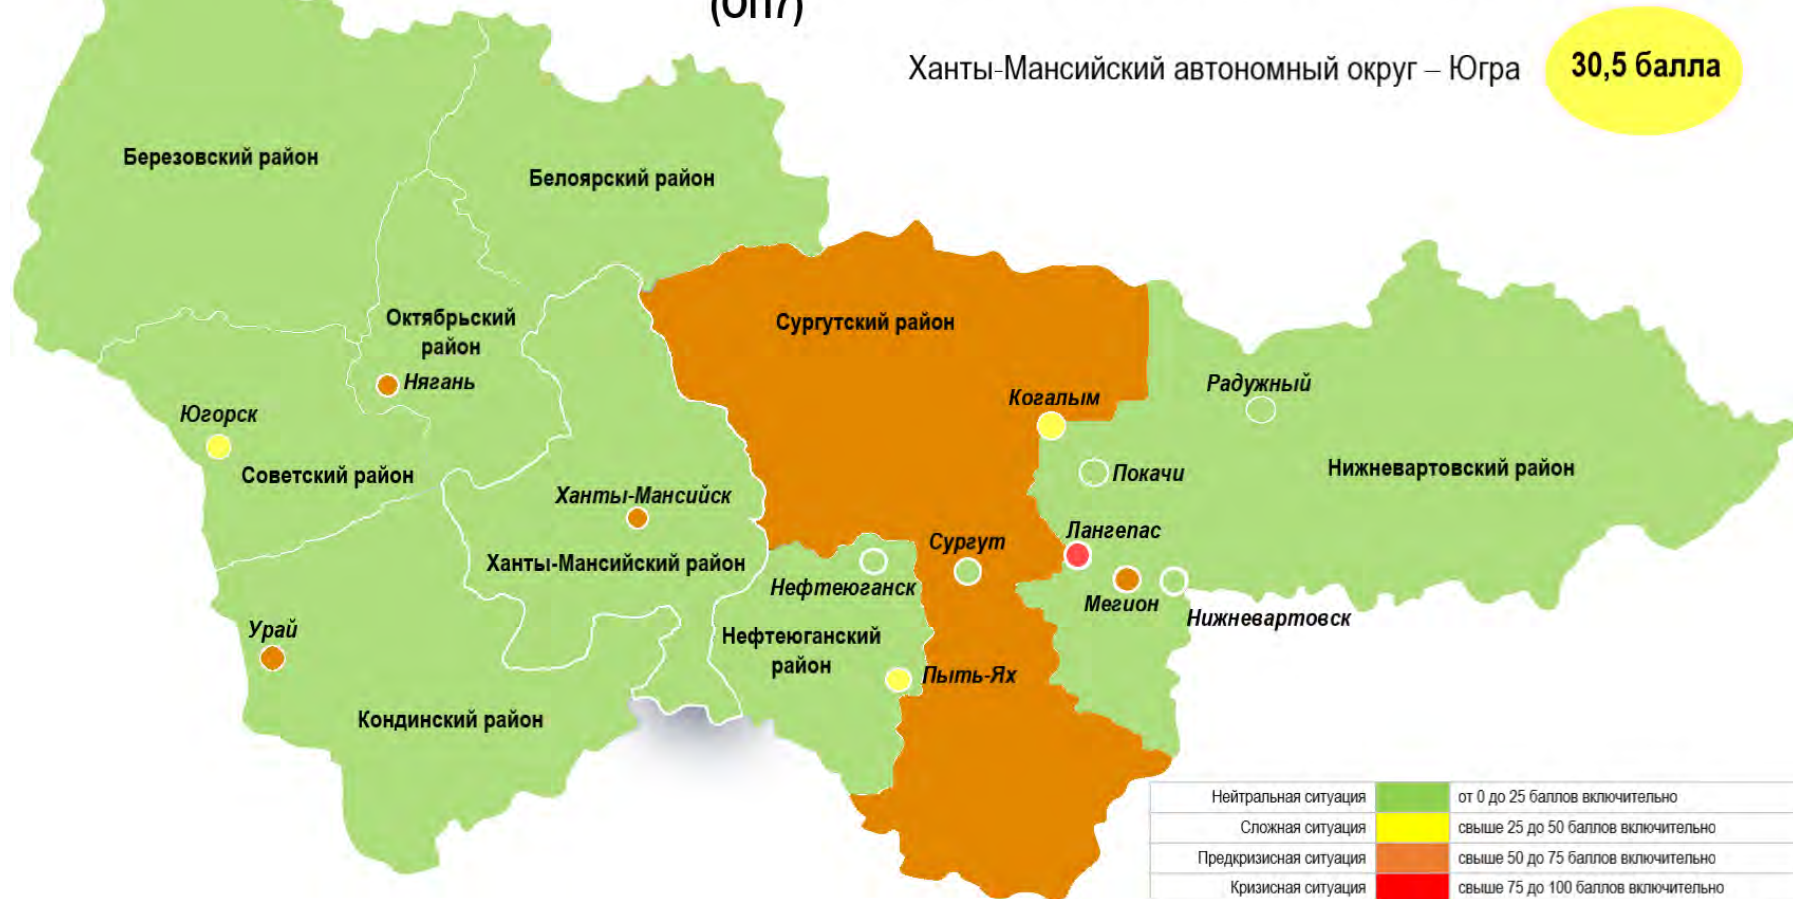 (ОП7)
Ханты-Мансийский автономный округ – Югра
30,5 балла
Березовский район
Белоярский район
Октябрьский
район
Нягань
Сургутский район
Когалым
Радужный
Югорск
Советский район
Покачи
Нижневартовский район
Ханты-Мансийск
Ханты-Мансийский район
Лангепас
Сургут
Нефтеюганск
Мегион
Нижневартовск
Урай
Нефтеюганский
район
Пыть-Ях
Кондинский район
Нейтральная ситуация от 0 до 25 баллов включительно
Сложная ситуация свыше 25 до 50 баллов включительно
Предкризисная ситуация свыше 50 до 75 баллов включительно
Кризисная ситуация свыше 75 до 100 баллов включительно